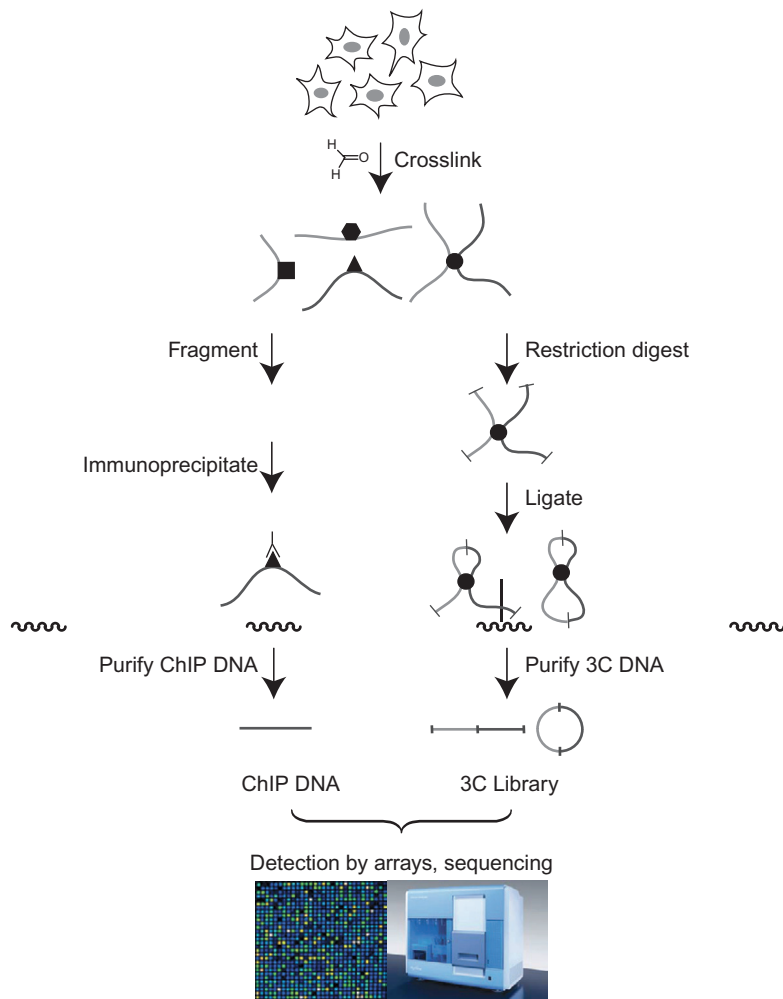 H
H
O
Crosslink
Fragment
Restriction digest
Immunoprecipitate
Ligate
Purify ChIP DNA
Purify 3C DNA
ChIP DNA
3C Library
Detection by arrays, sequencing